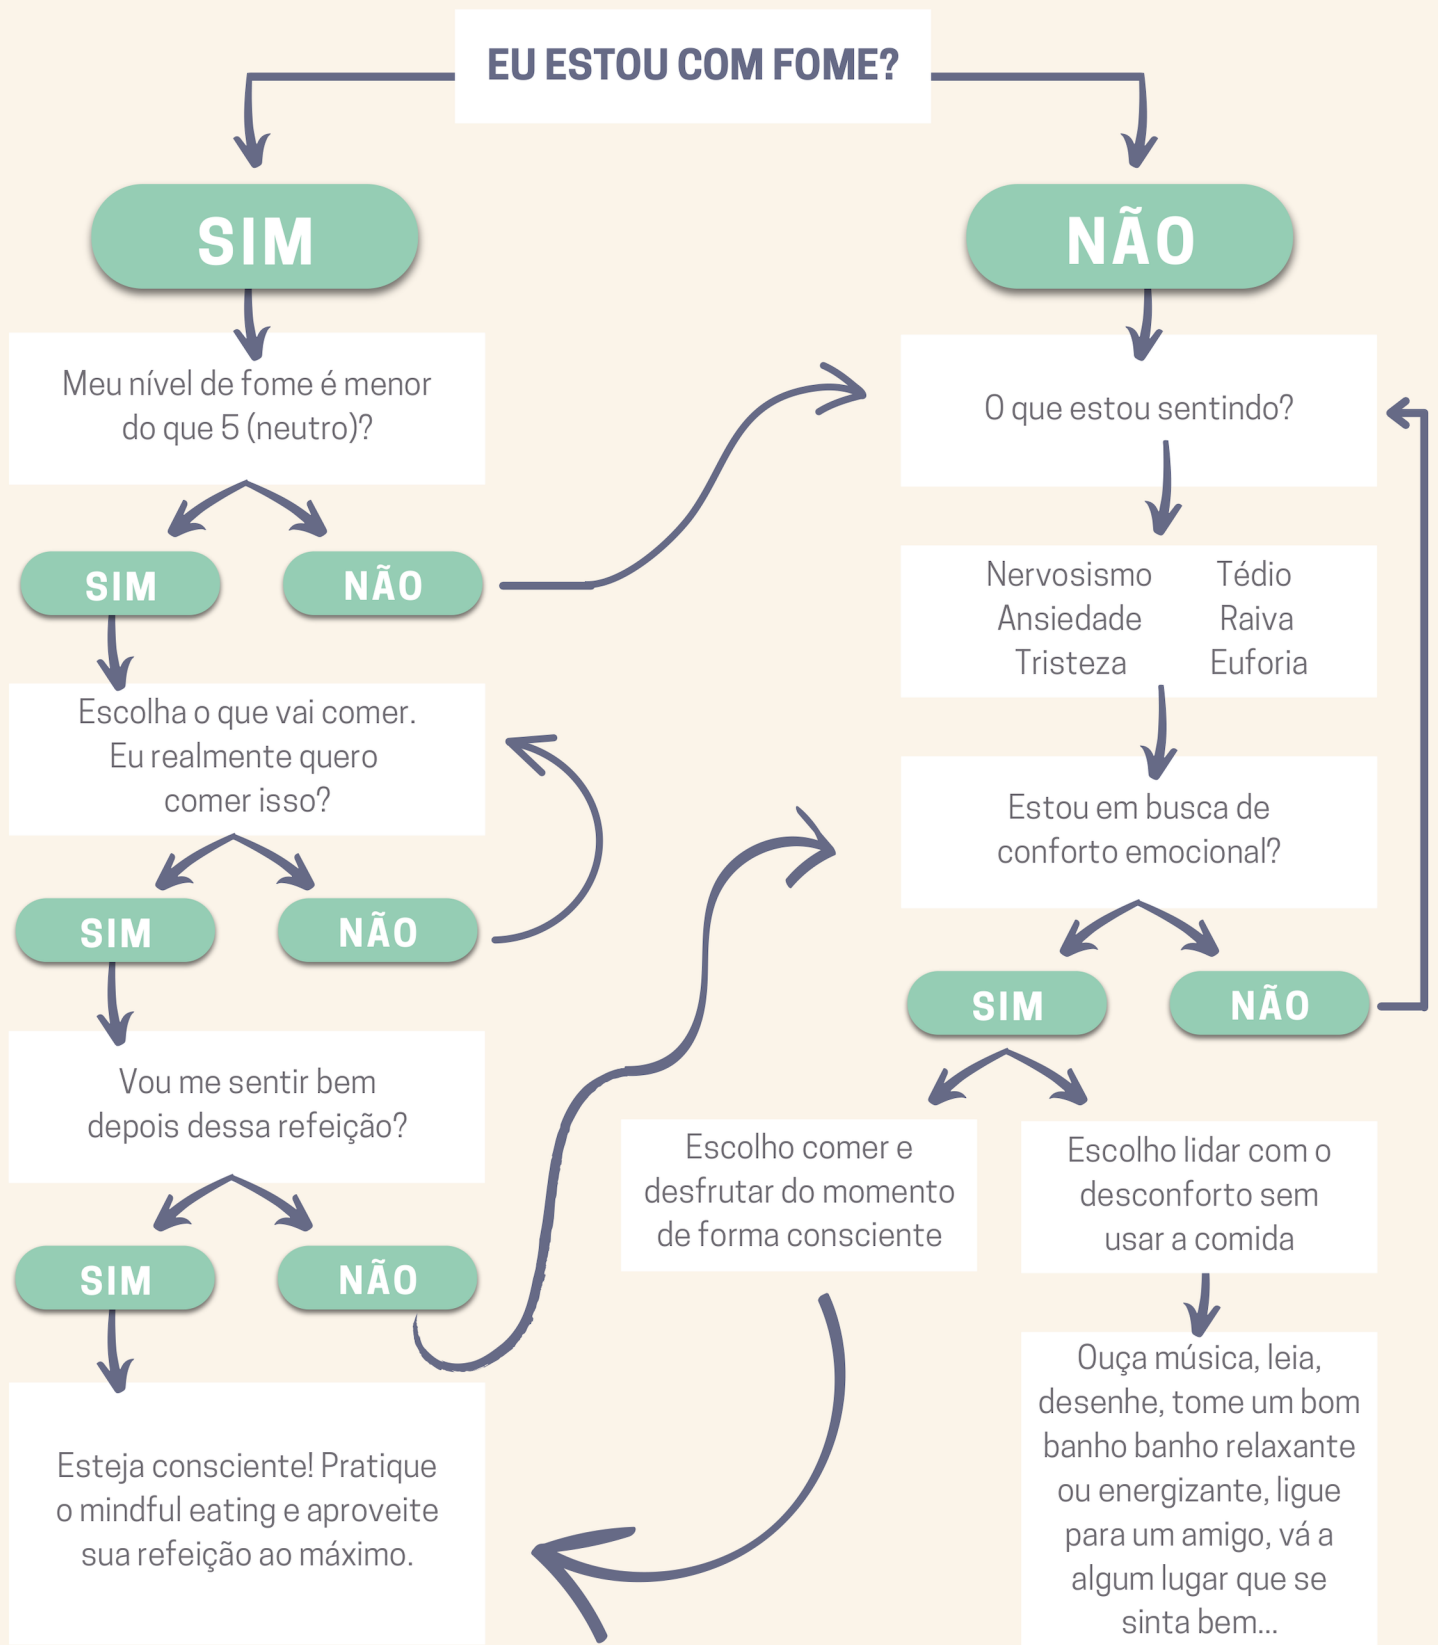 EU ESTOU COM FOME?
SIM
NÃO
Meu nível de fome é menor
do que 5 (neutro)?
SIM
NÃO
Escolha o que vai comer.
Eu realmente quero
comer isso?
SIM
NÃO
Vou me sentir bem
depois dessa refeição?
SIM
NÃO
Esteja consciente! Pratique
o mindful eating e aproveite
sua refeição ao máximo.
O que estou sentindo?
Nervosismo Tédio
Ansiedade Raiva
Tristeza Euforia
Estou em busca de
conforto emocional?
SIM
NÃO
Escolho comer e
desfrutar do momento
de forma consciente
Escolho lidar com o
desconforto sem
usar a comida
Ouça música, leia,
desenhe, tome um bom
banho banho relaxante
ou energizante, ligue
para um amigo, vá a
algum lugar que se
sinta bem...